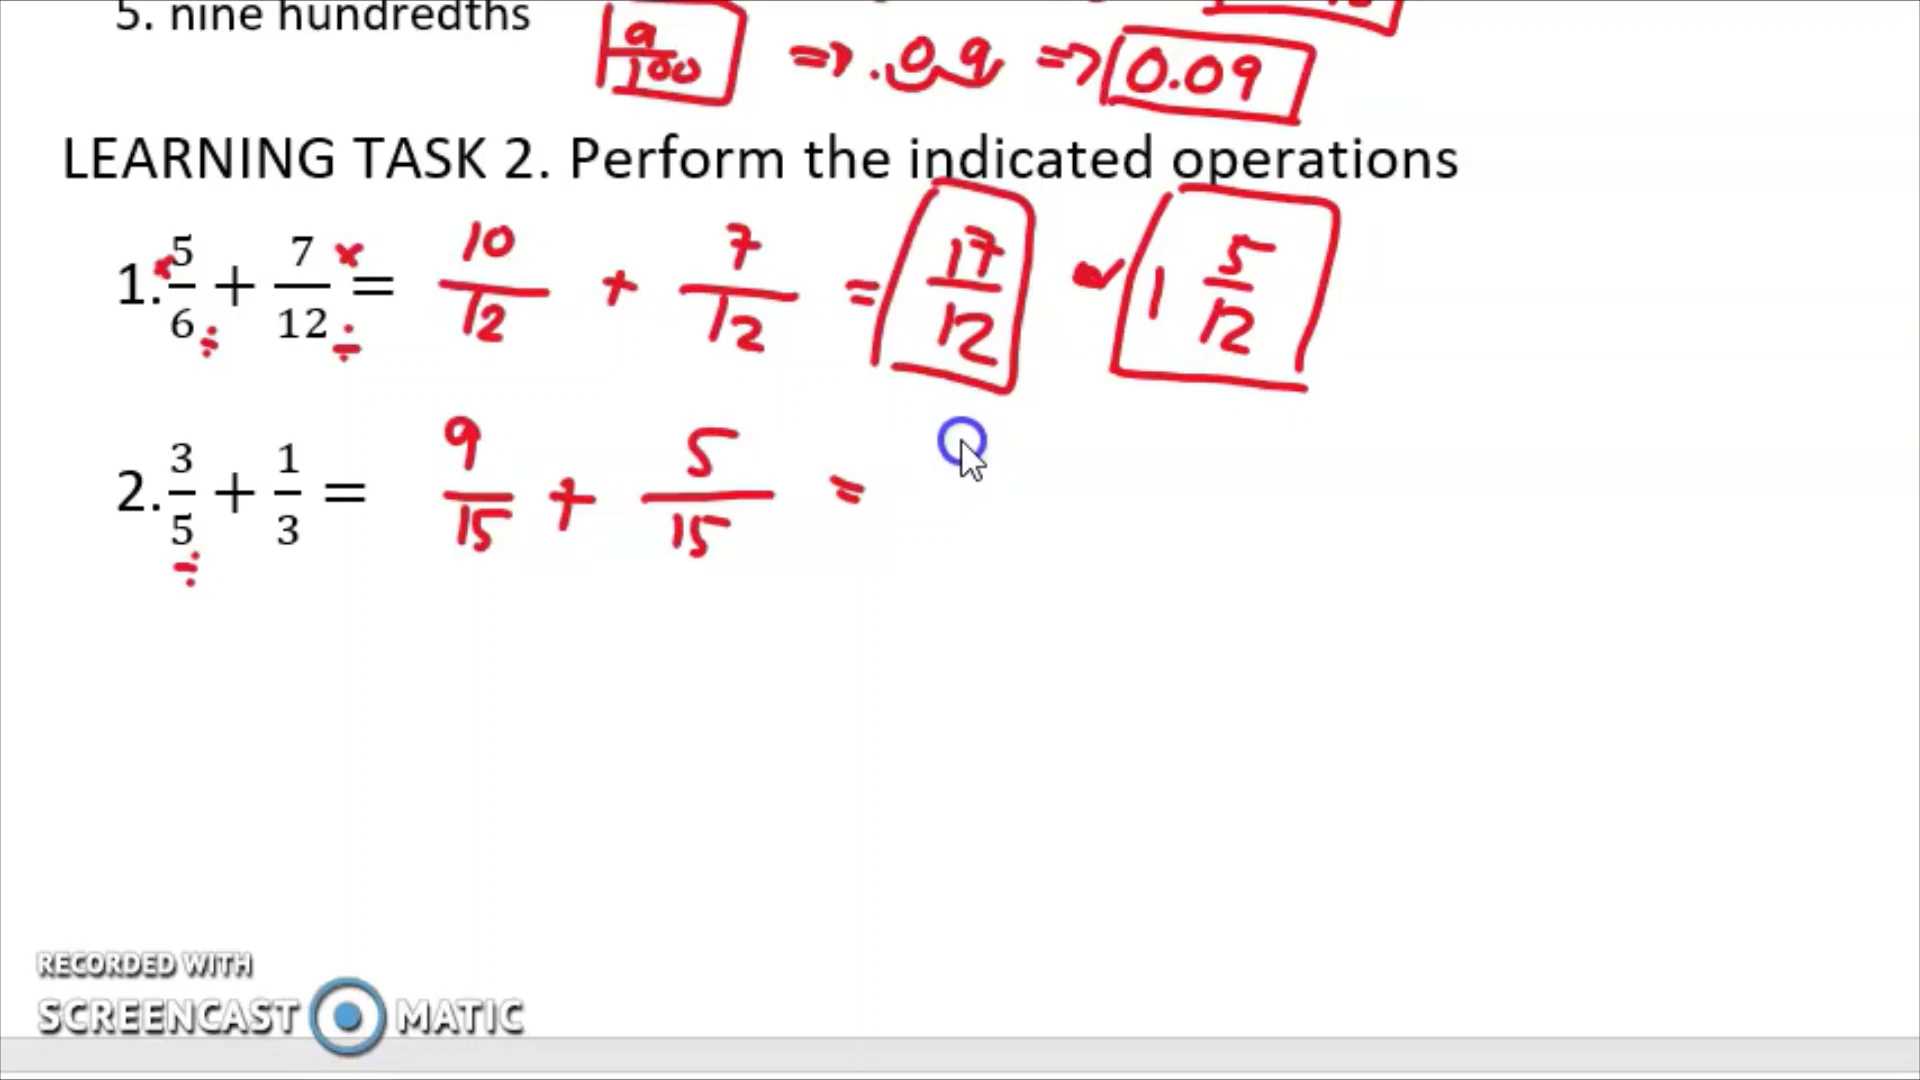 5. nine hundredths 9/100 ⇒ .09 ⇒ 0.09
LEARNING TASK 2. Perform the indicated operations
1. 5/6 + 7/12 = 10/12 + 7/12 = 17/12 or 1 5/12
2. 3/5 + 1/3 = 9/15 + 5/15 =
RECORDED WITH
SCREENCAST MATIC